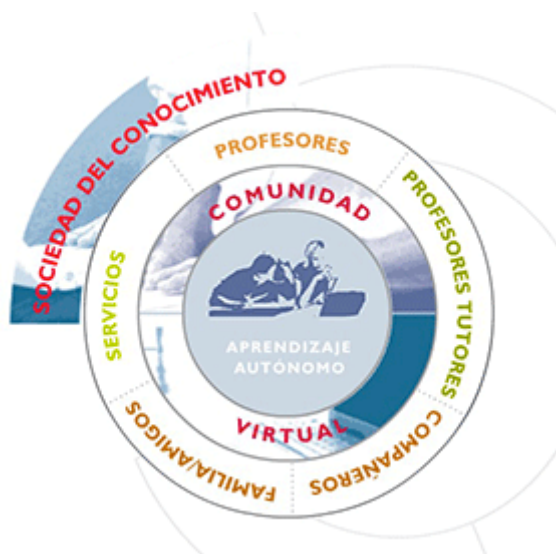 SOCIEDAD DEL CONOCIMIENTO
PROFESORES
PROFESORES TUTORES
COMPAÑEROS
FAMILIA/AMIGOS
SERVICIOS
COMUNIDAD
VIRTUAL
APRENDIZAJE
AUTÓNOMO